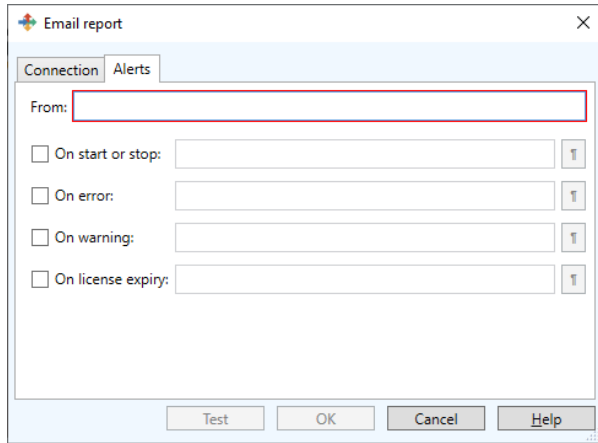 Email report
Connection Alerts
From:
On start or stop: ¶
On error: ¶
On warning: ¶
On license expiry: ¶
Test OK Cancel Help